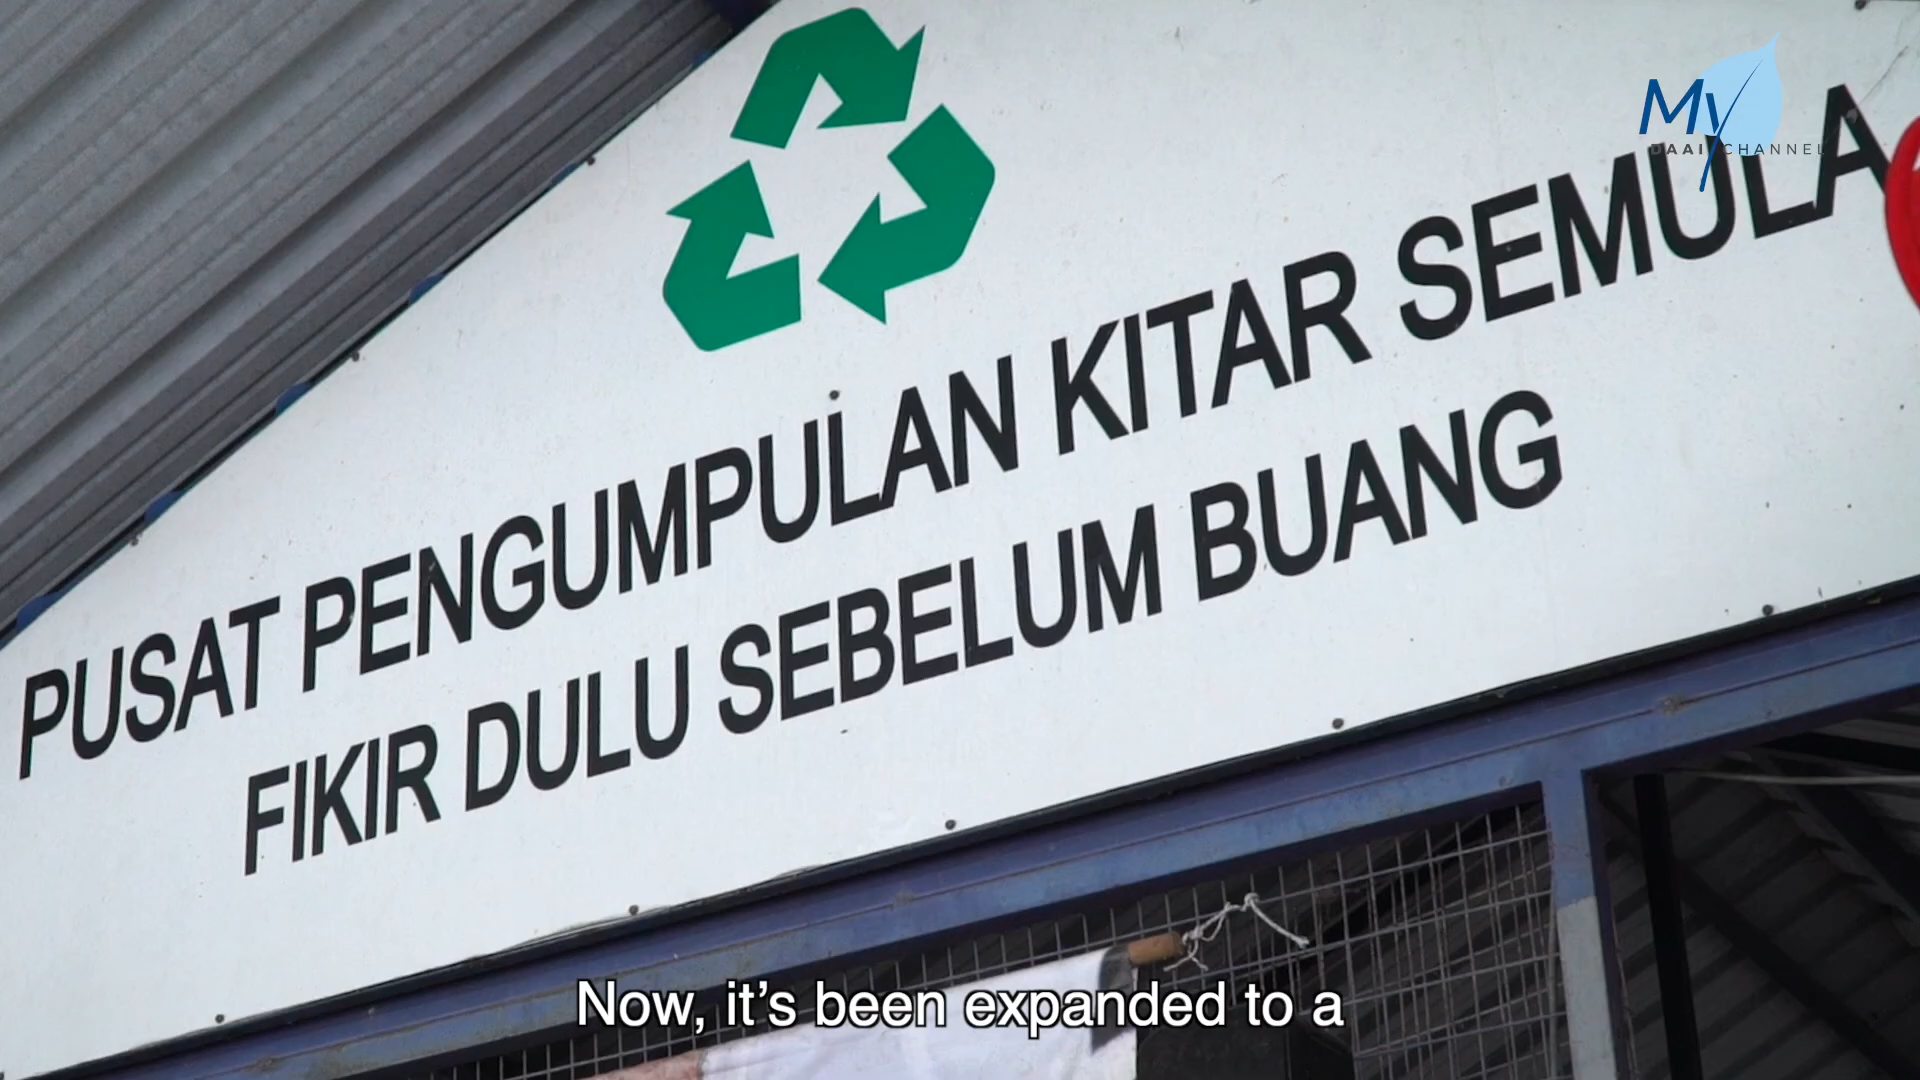 My
DAAI CHANNEL
PUSAT PENGUMPULAN KITAR SEMULA
FIKIR DULU SEBELUM BUANG
Now, it's been expanded to a